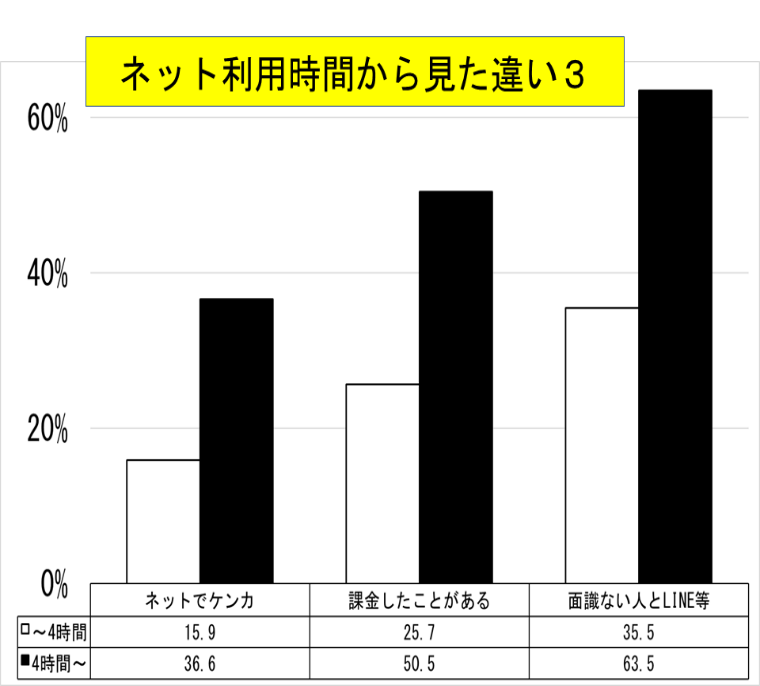 ネット利用時間から見た違い３
60%
40%
20%
0%
ネットでケンカ 課金したことがある 面識ない人とLINE等
□～4時間 15.9 25.7 35.5
■4時間～ 36.6 50.5 63.5